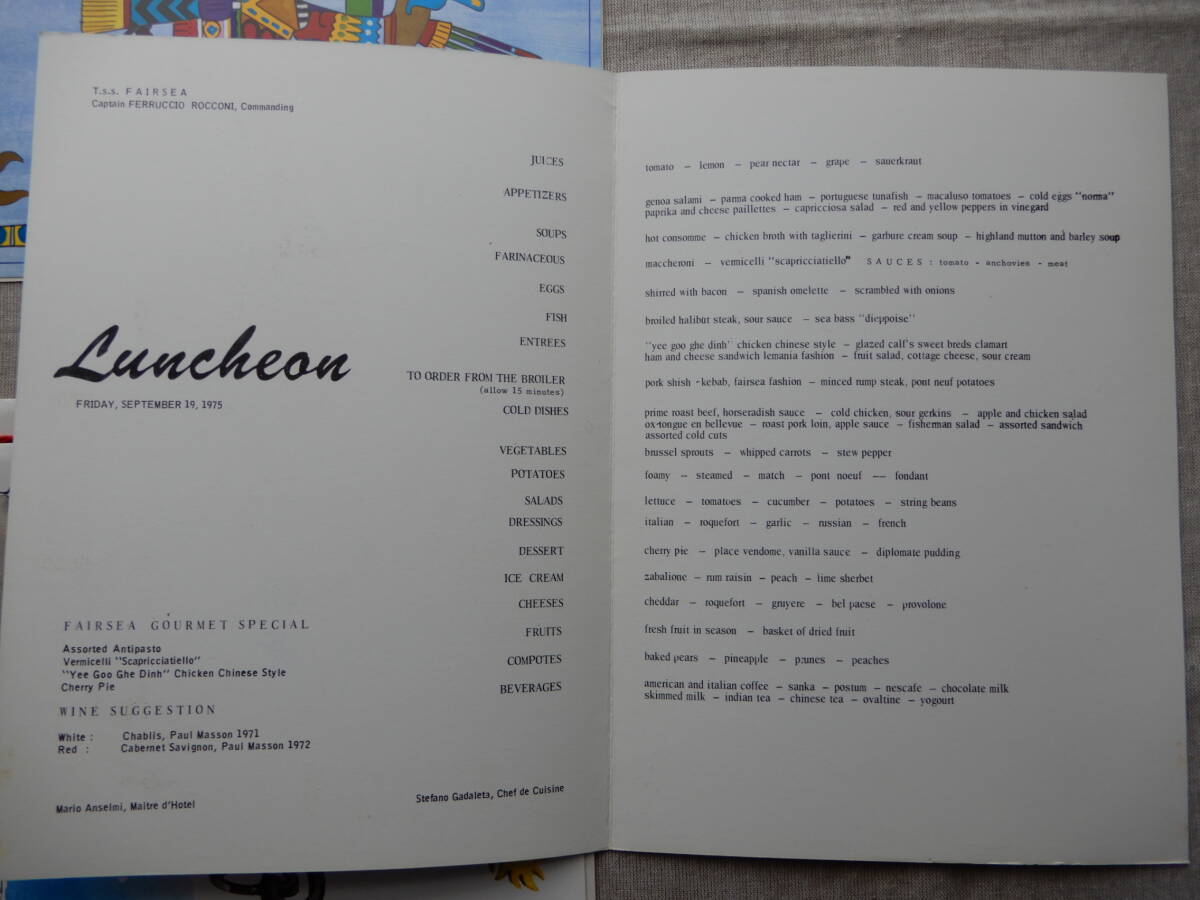 T.s.s. FAIRSEA
Captain FERRUCCIO ROCCONI, Commanding
Luncheon
FRIDAY, SEPTEMBER 19, 1975
FAIRSEA GOURMET SPECIAL
Assorted Antipasto
Vermicelli "Scapricciatiello"
"Yee Goo Ghe Dinh" Chicken Chinese Style
Cherry Pie
WINE SUGGESTION
White : Chablis, Paul Masson 1971
Red : Cabernet Savignon, Paul Masson 1972
Mario Anselmi, Maitre d'Hotel
Stefano Gadaleta, Chef de Cuisine
JUICES
tomato – lemon – pear nectar – grape – sauerkraut
APPETIZERS
genoa salami – parma cooked ham – portuguese tunafish – macaluso tomatoes – cold eggs "norma"
paprika and cheese paillettes – capricciosa salad – red and yellow peppers in vinegard
SOUPS
hot consomme – chicken broth with taglierini – garbure cream soup – highland mutton and barley soup
FARINACEOUS
maccheroni – vermicelli "scapricciatiello" SAUCES : tomato - anchovies - meat
EGGS
shirred with bacon – spanish omelette – scrambled with onions
FISH
broiled halibut steak, sour sauce – sea bass "dieppoise"
ENTREES
"yee goo ghe dinh" chicken chinese style – glazed calf's sweet breds clamart
ham and cheese sandwich lemania fashion – fruit salad, cottage cheese, sour cream
TO ORDER FROM THE BROILER
(allow 15 minutes)
pork shish -kebab, fairsea fashion – minced rump steak, pont neuf potatoes
COLD DISHES
prime roast beef, horseradish sauce – cold chicken, sour gerkins – apple and chicken salad
ox-tongue en bellevue – roast pork loin, apple sauce – fisherman salad – assorted sandwich
assorted cold cuts
VEGETABLES
brussel sprouts – whipped carrots – stew pepper
POTATOES
foamy – steamed – match – pont noeuf — fondant
SALADS
lettuce – tomatoes – cucumber – potatoes – string beans
DRESSINGS
italian – roquefort – garlic – russian – french
DESSERT
cherry pie – place vendome, vanilla sauce – diplomate pudding
ICE CREAM
zabalione – rum raisin – peach – lime sherbet
CHEESES
cheddar – roquefort – gruyere – bel paese – provolone
FRUITS
fresh fruit in season – basket of dried fruit
COMPOTES
baked pears – pineapple – prunes – peaches
BEVERAGES
american and italian coffee – sanka – postum – nescafe – chocolate milk
skimmed milk – indian tea – chinese tea – ovaltine – yogourt